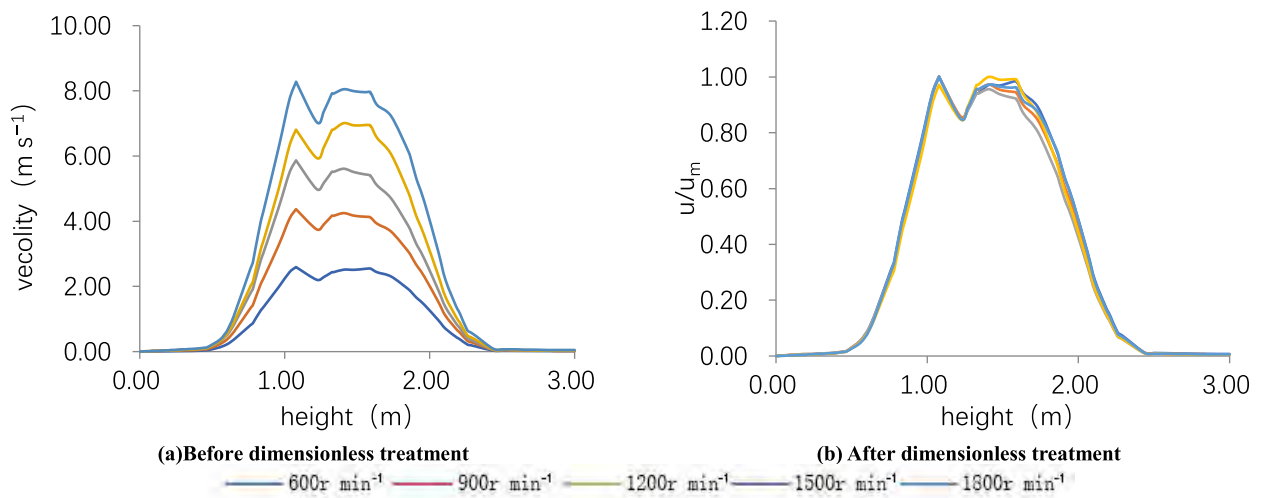 10.00
8.00
6.00
4.00
2.00
0.00
vecolity (m s⁻¹)
0.00 1.00 2.00 3.00
height (m)
(a)Before dimensionless treatment
1.20
1.00
0.80
0.60
0.40
0.20
0.00
u/uₘ
0.00 1.00 2.00 3.00
height (m)
(b) After dimensionless treatment
600r min⁻¹ 900r min⁻¹ 1200r min⁻¹ 1500r min⁻¹ 1800r min⁻¹